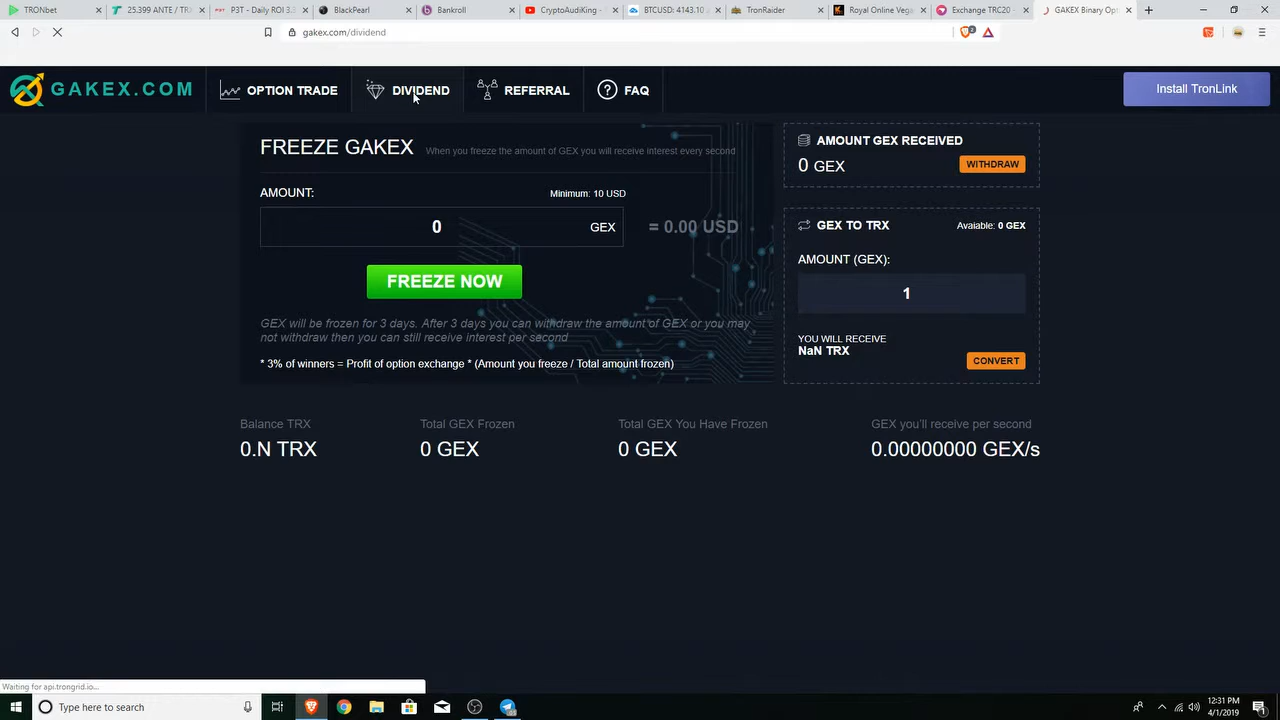 TRONbet
25.399 ANTE / TR
P3T - Daily ROI 3.
BlackPearl
Bankroll
CryptoAudiKing -
BTCUSD: 4143.10
TronRaider
Royal Online Vega
Exchange TRC20 -
GAKEX Binary Opt
gakex.com/dividend
2
GAKEX.COM
OPTION TRADE
DIVIDEND
REFERRAL
FAQ
Install TronLink
FREEZE GAKEX
When you freeze the amount of GEX you will receive interest every second
AMOUNT:
Minimum: 10 USD
0
GEX
= 0.00 USD
FREEZE NOW
GEX will be frozen for 3 days. After 3 days you can withdraw the amount of GEX or you may
not withdraw then you can still receive interest per second
* 3% of winners = Profit of option exchange * (Amount you freeze / Total amount frozen)
AMOUNT GEX RECEIVED
0 GEX
WITHDRAW
GEX TO TRX
Avaiable: 0 GEX
AMOUNT (GEX):
1
YOU WILL RECEIVE
NaN TRX
CONVERT
Balance TRX
0.N TRX
Total GEX Frozen
0 GEX
Total GEX You Have Frozen
0 GEX
GEX you'll receive per second
0.00000000 GEX/s
Waiting for api.trongrid.io...
Type here to search
12:31 PM
4/1/2019